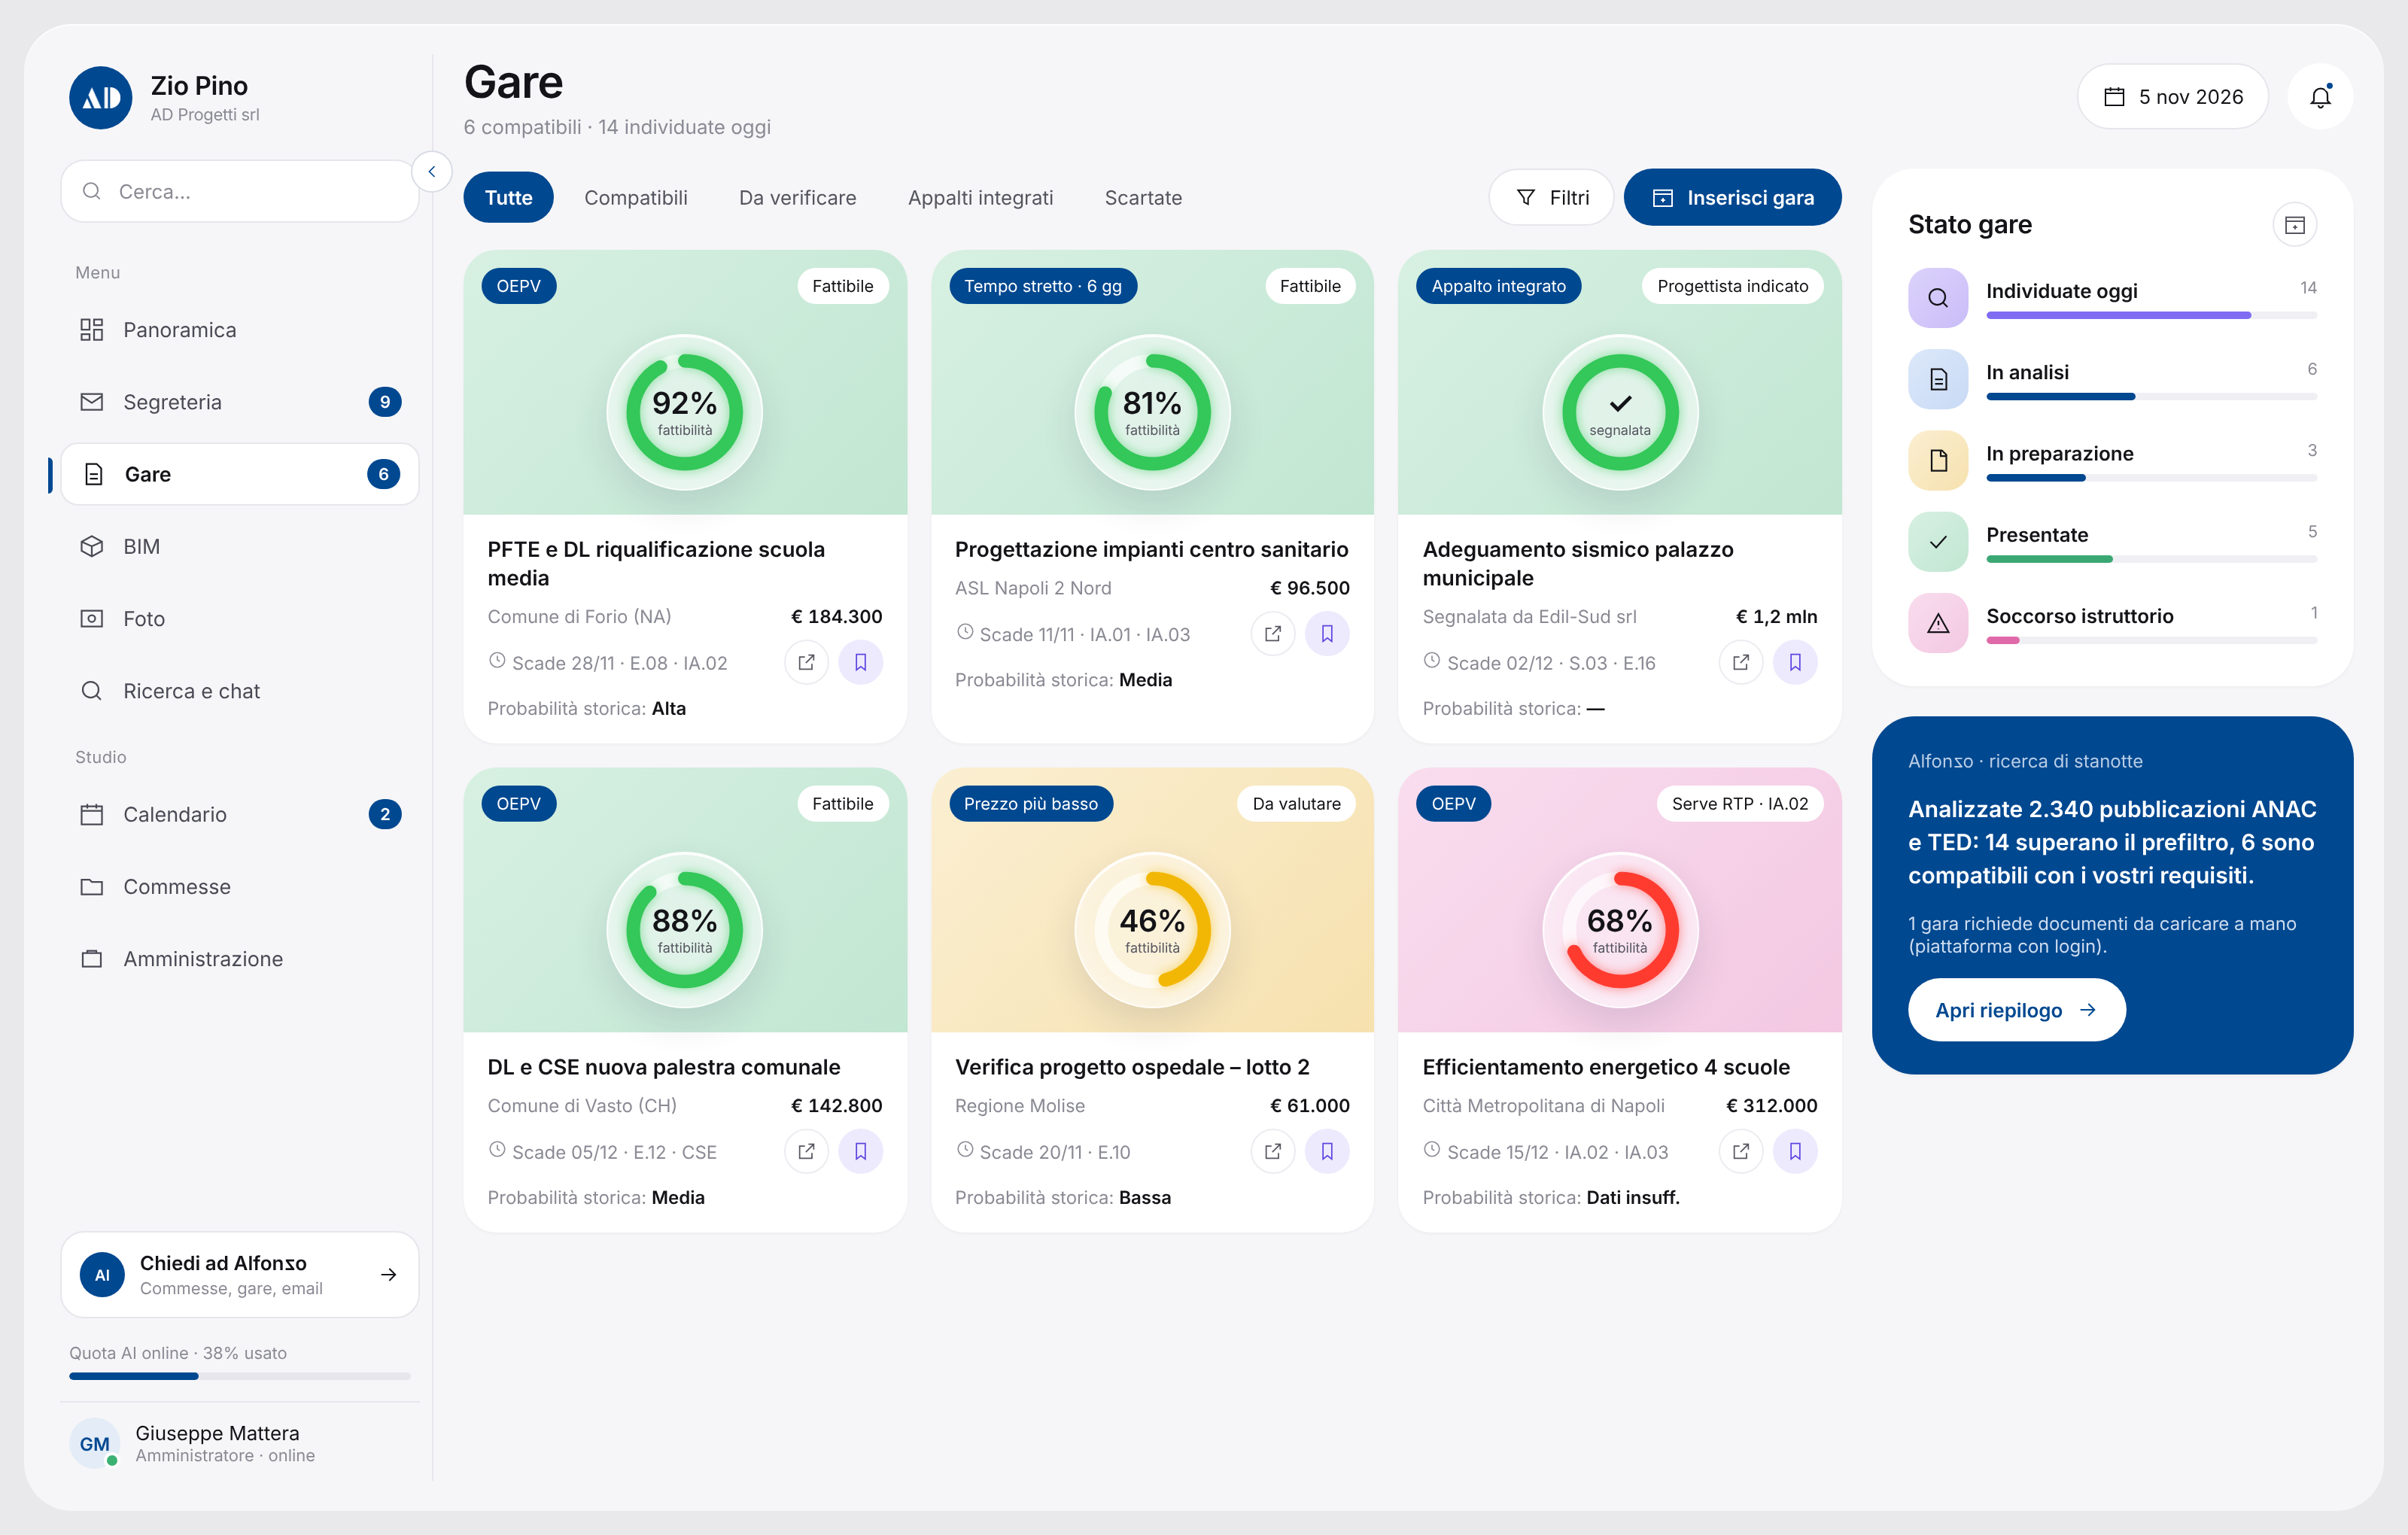 AD
Zio Pino
AD Progetti srl
Cerca...
Menu
Panoramica
Segreteria 9
Gare 6
BIM
Foto
Ricerca e chat
Studio
Calendario 2
Commesse
Amministrazione
AI
Chiedi ad Alfonzo
Commesse, gare, email
Quota AI online · 38% usato
GM
Giuseppe Mattera
Amministratore · online
Gare
6 compatibili · 14 individuate oggi
5 nov 2026
Tutte Compatibili Da verificare Appalti integrati Scartate
Filtri
Inserisci gara
OEPV Fattibile
92%
fattibilità
PFTE e DL riqualificazione scuola
media
Comune di Forio (NA) € 184.300
Scade 28/11 · E.08 · IA.02
Probabilità storica: Alta
Tempo stretto · 6 gg Fattibile
81%
fattibilità
Progettazione impianti centro sanitario
ASL Napoli 2 Nord € 96.500
Scade 11/11 · IA.01 · IA.03
Probabilità storica: Media
Appalto integrato Progettista indicato
segnalata
Adeguamento sismico palazzo
municipale
Segnalata da Edil-Sud srl € 1,2 mln
Scade 02/12 · S.03 · E.16
Probabilità storica: —
OEPV Fattibile
88%
fattibilità
DL e CSE nuova palestra comunale
Comune di Vasto (CH) € 142.800
Scade 05/12 · E.12 · CSE
Probabilità storica: Media
Prezzo più basso Da valutare
46%
fattibilità
Verifica progetto ospedale – lotto 2
Regione Molise € 61.000
Scade 20/11 · E.10
Probabilità storica: Bassa
OEPV Serve RTP · IA.02
68%
fattibilità
Efficientamento energetico 4 scuole
Città Metropolitana di Napoli € 312.000
Scade 15/12 · IA.02 · IA.03
Probabilità storica: Dati insuff.
Stato gare
Individuate oggi 14
In analisi 6
In preparazione 3
Presentate 5
Soccorso istruttorio 1
Alfonzo · ricerca di stanotte
Analizzate 2.340 pubblicazioni ANAC
e TED: 14 superano il prefiltro, 6 sono
compatibili con i vostri requisiti.
1 gara richiede documenti da caricare a mano
(piattaforma con login).
Apri riepilogo